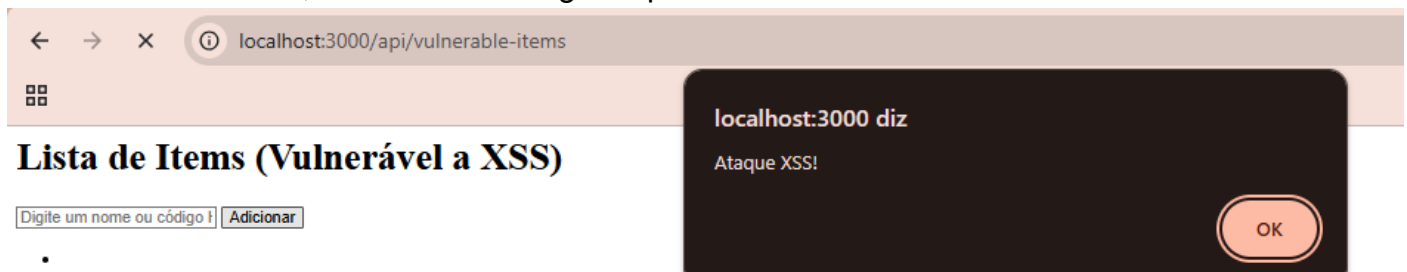 localhost:3000/api/vulnerable-items
localhost:3000 diz
Ataque XSS!
OK
Lista de Items (Vulnerável a XSS)
Digite um nome ou código Adicionar